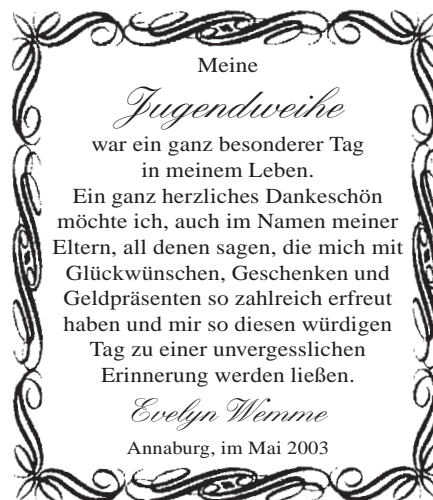 Meine
Jugendweihe
war ein ganz besonderer Tag
in meinem Leben.
Ein ganz herzliches Dankeschön
möchte ich, auch im Namen meiner
Eltern, all denen sagen, die mich mit
Glückwünschen, Geschenken und
Geldpräsenten so zahlreich erfreut
haben und mir so diesen würdigen
Tag zu einer unvergesslichen
Erinnerung werden ließen.
Evelyn Wemme
Annaburg, im Mai 2003